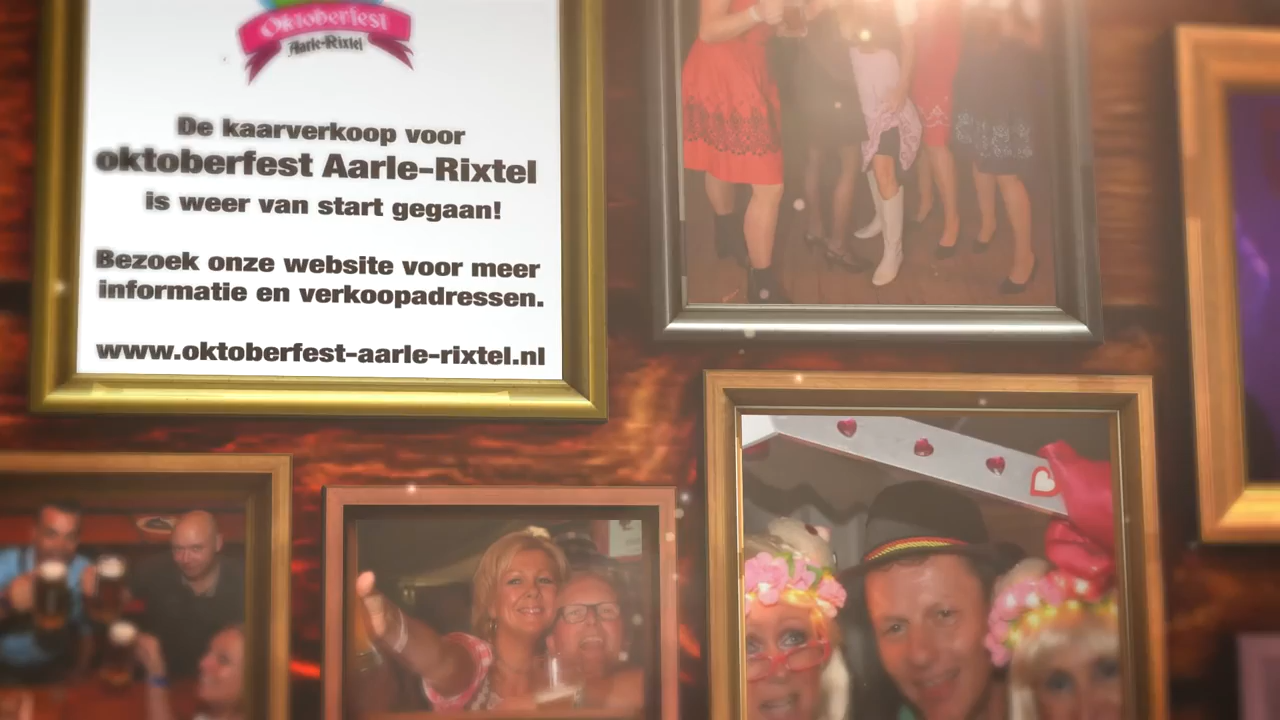 Oktoberfest
Aarle-Rixtel
De kaarverkoop voor
oktoberfest Aarle-Rixtel
is weer van start gegaan!
Bezoek onze website voor meer
informatie en verkoopadressen.
www.oktoberfest-aarle-rixtel.nl